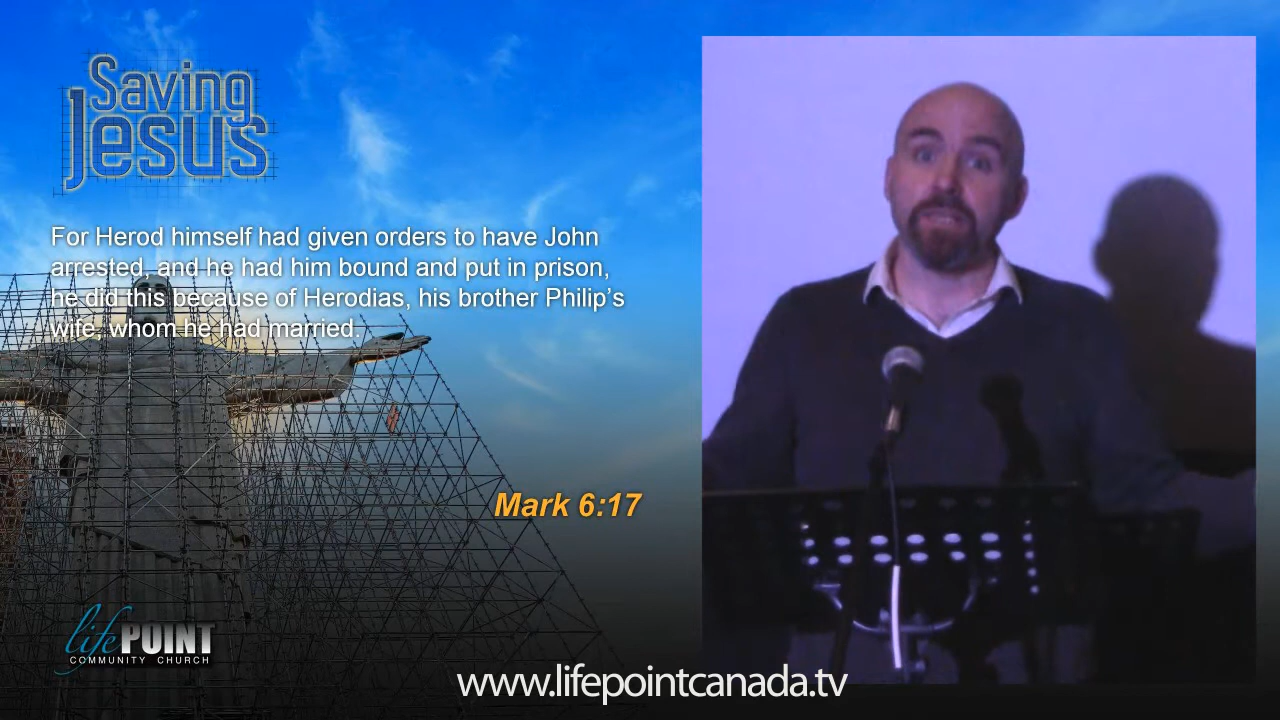 Saving
Jesus
For Herod himself had given orders to have John
arrested, and he had him bound and put in prison,
he did this because of Herodias, his brother Philip’s
wife, whom he had married.
Mark 6:17
lifePOINT
COMMUNITY CHURCH
www.lifepointcanada.tv